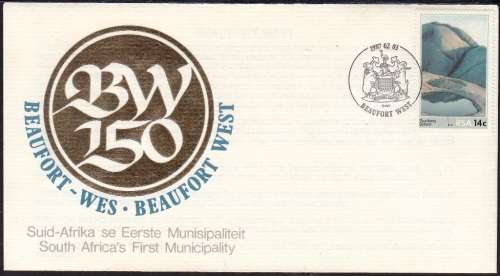 BW
150
BEAUFORT-WES • BEAUFORT WEST
Suid-Afrika se Eerste Munisipaliteit
South Africa's First Municipality
1987 02 03
BEAUFORT WEST
RSA 14c